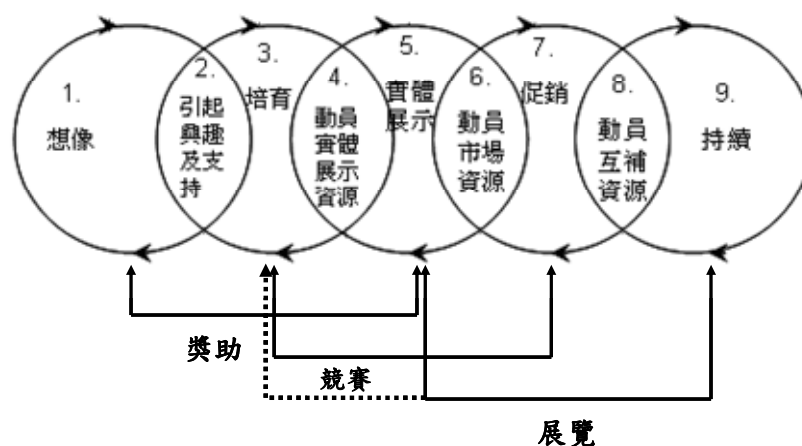 1.
想像
2.
引起
興趣
及支
持
3.
培育
4.
動員
實體
展示
資源
5.
實體
展示
6.
動員
市場
資源
7.
促銷
8.
動員
互補
資源
9.
持續
獎助
競賽
展覽